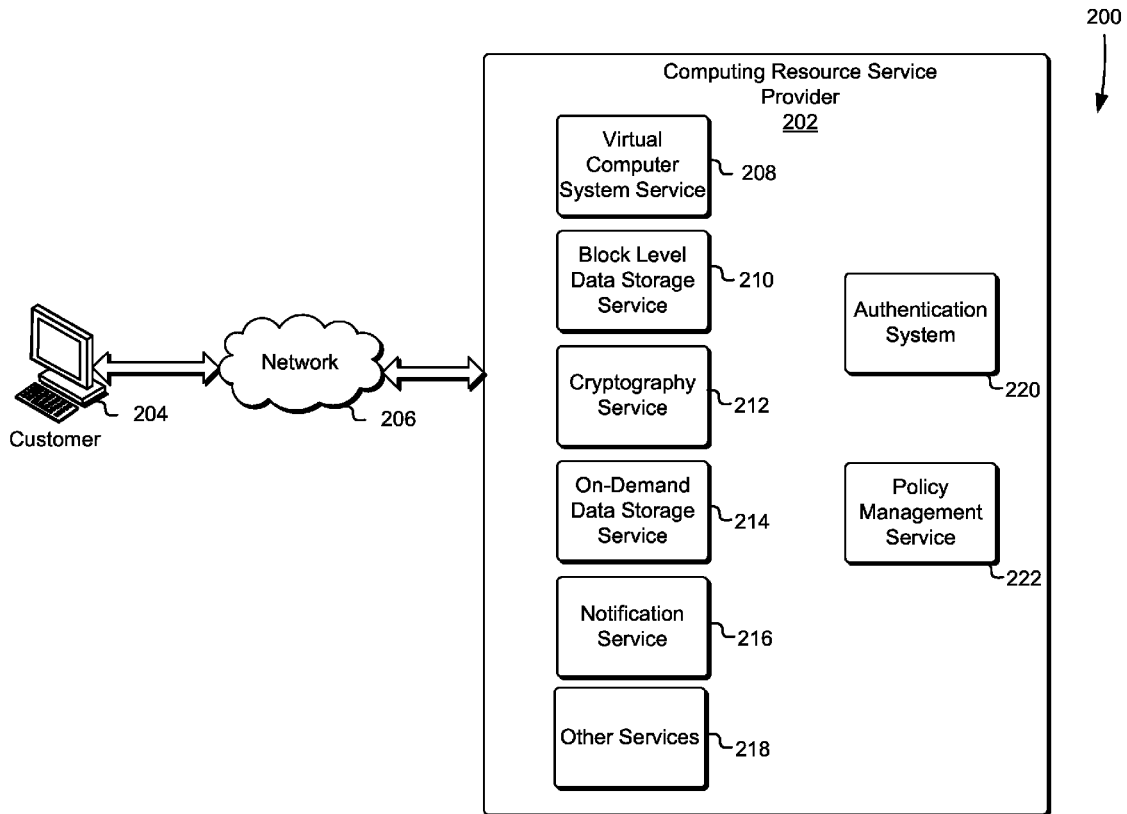 200
Computing Resource Service
Provider
202
Virtual
Computer
System Service
208
Block Level
Data Storage
Service
210
Authentication
System
220
Network
206
204
Customer
Cryptography
Service
212
On-Demand
Data Storage
Service
214
Policy
Management
Service
222
Notification
Service
216
Other Services
218